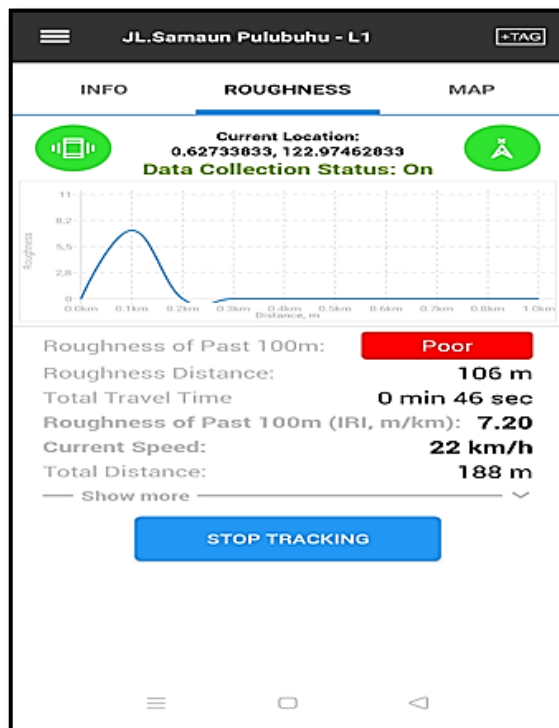 JL.Samaun Pulubuhu - L1 +TAG
INFO ROUGHNESS MAP
Current Location:
0.62733833, 122.97462833
Data Collection Status: On
11
8,2
5,5
2,8
0
Roughness
0.0km 0.1km 0.2km 0.3km 0.4km 0.5km 0.6km 0.7km 0.8km 1.0km
Distance, m
Roughness of Past 100m: Poor
Roughness Distance: 106 m
Total Travel Time 0 min 46 sec
Roughness of Past 100m (IRI, m/km): 7.20
Current Speed: 22 km/h
Total Distance: 188 m
Show more
STOP TRACKING